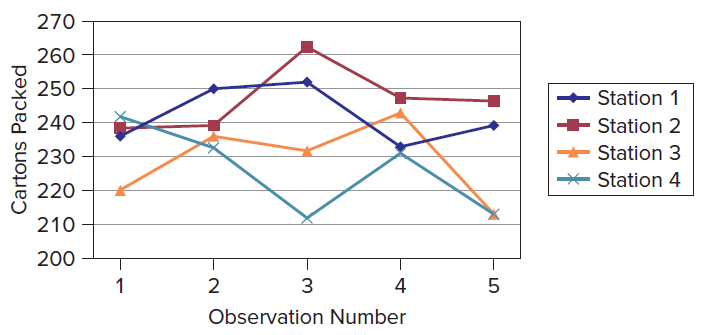 270
260
250
240
230
220
210
200
Cartons Packed
1 2 3 4 5
Observation Number
Station 1
Station 2
Station 3
Station 4